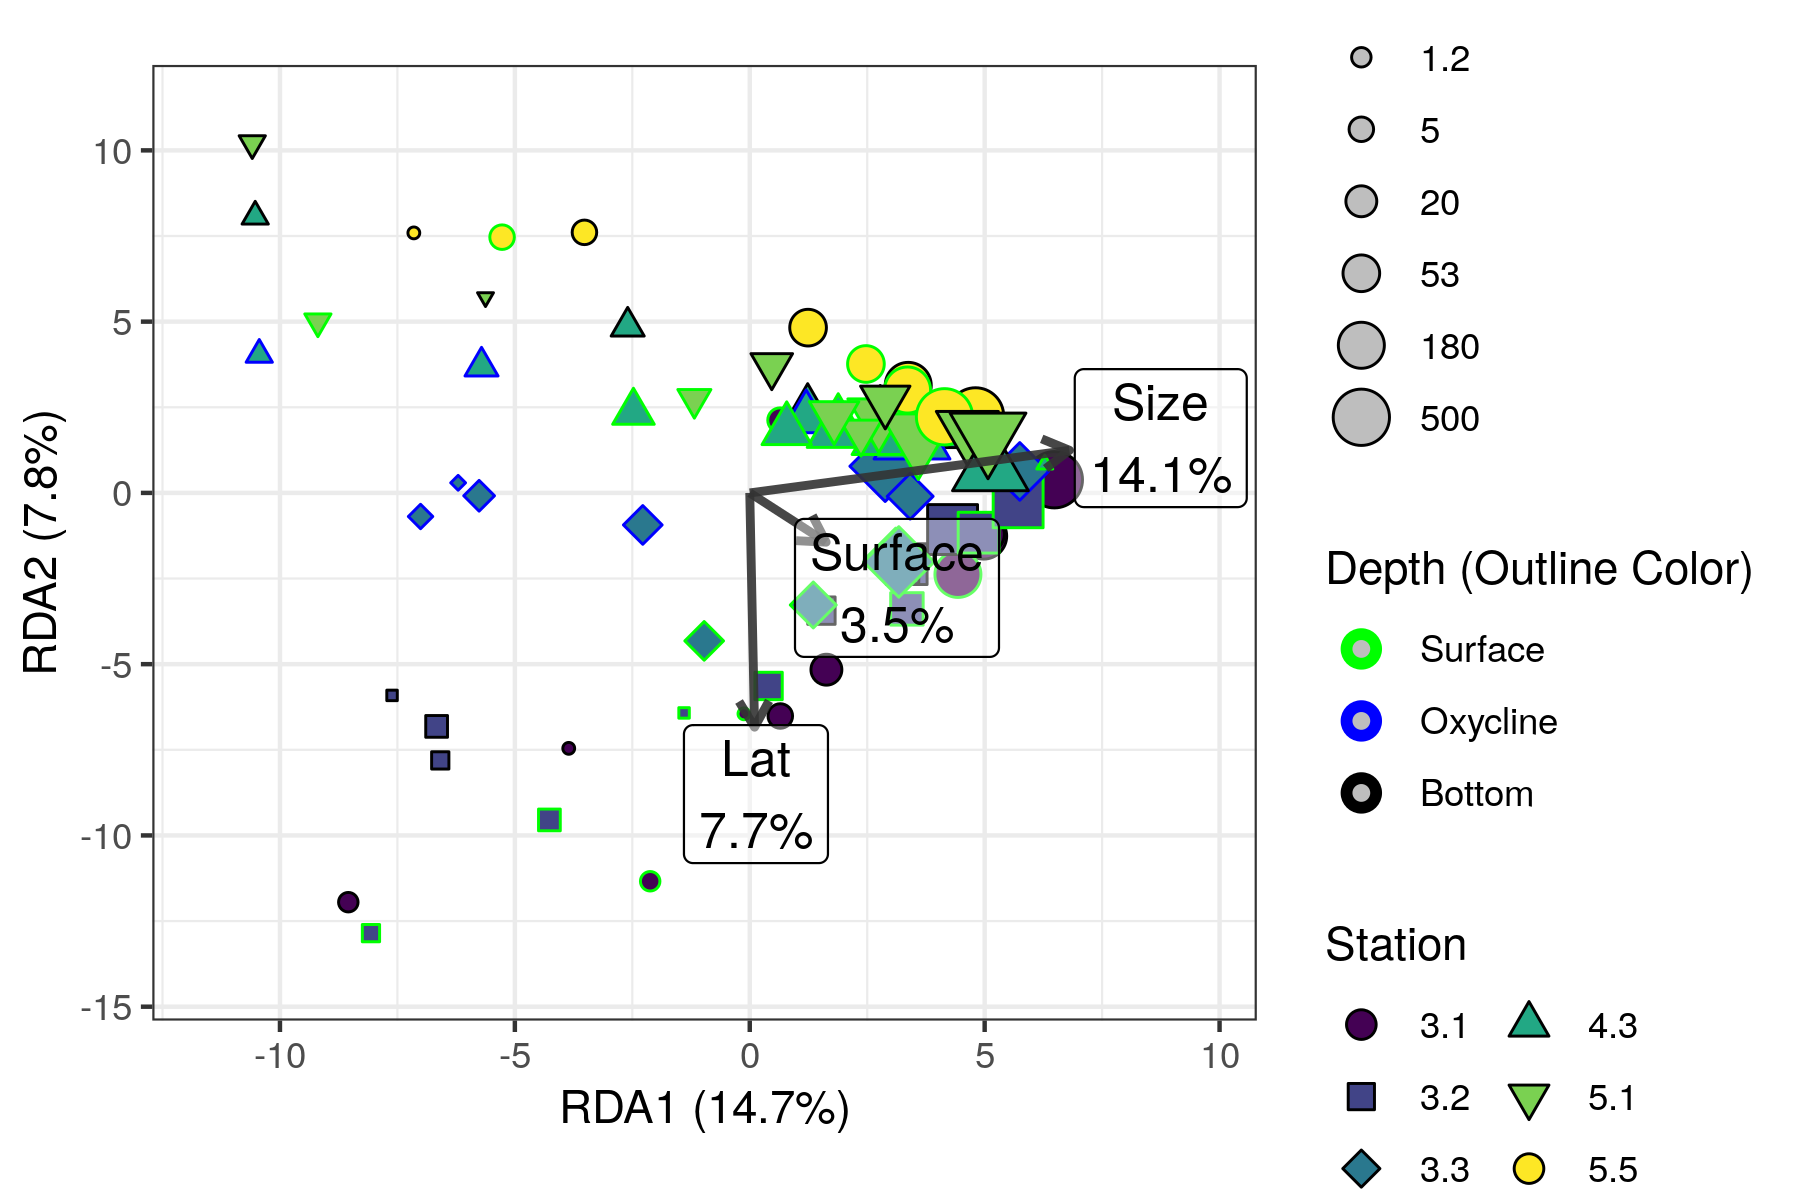 10
5
0
-5
-10
-15
-10
-5
0
5
10
RDA2 (7.8%)
RDA1 (14.7%)
Size
14.1%
Surface
3.5%
Lat
7.7%
1.2
5
20
53
180
500
Depth (Outline Color)
Surface
Oxycline
Bottom
Station
3.1
4.3
3.2
5.1
3.3
5.5